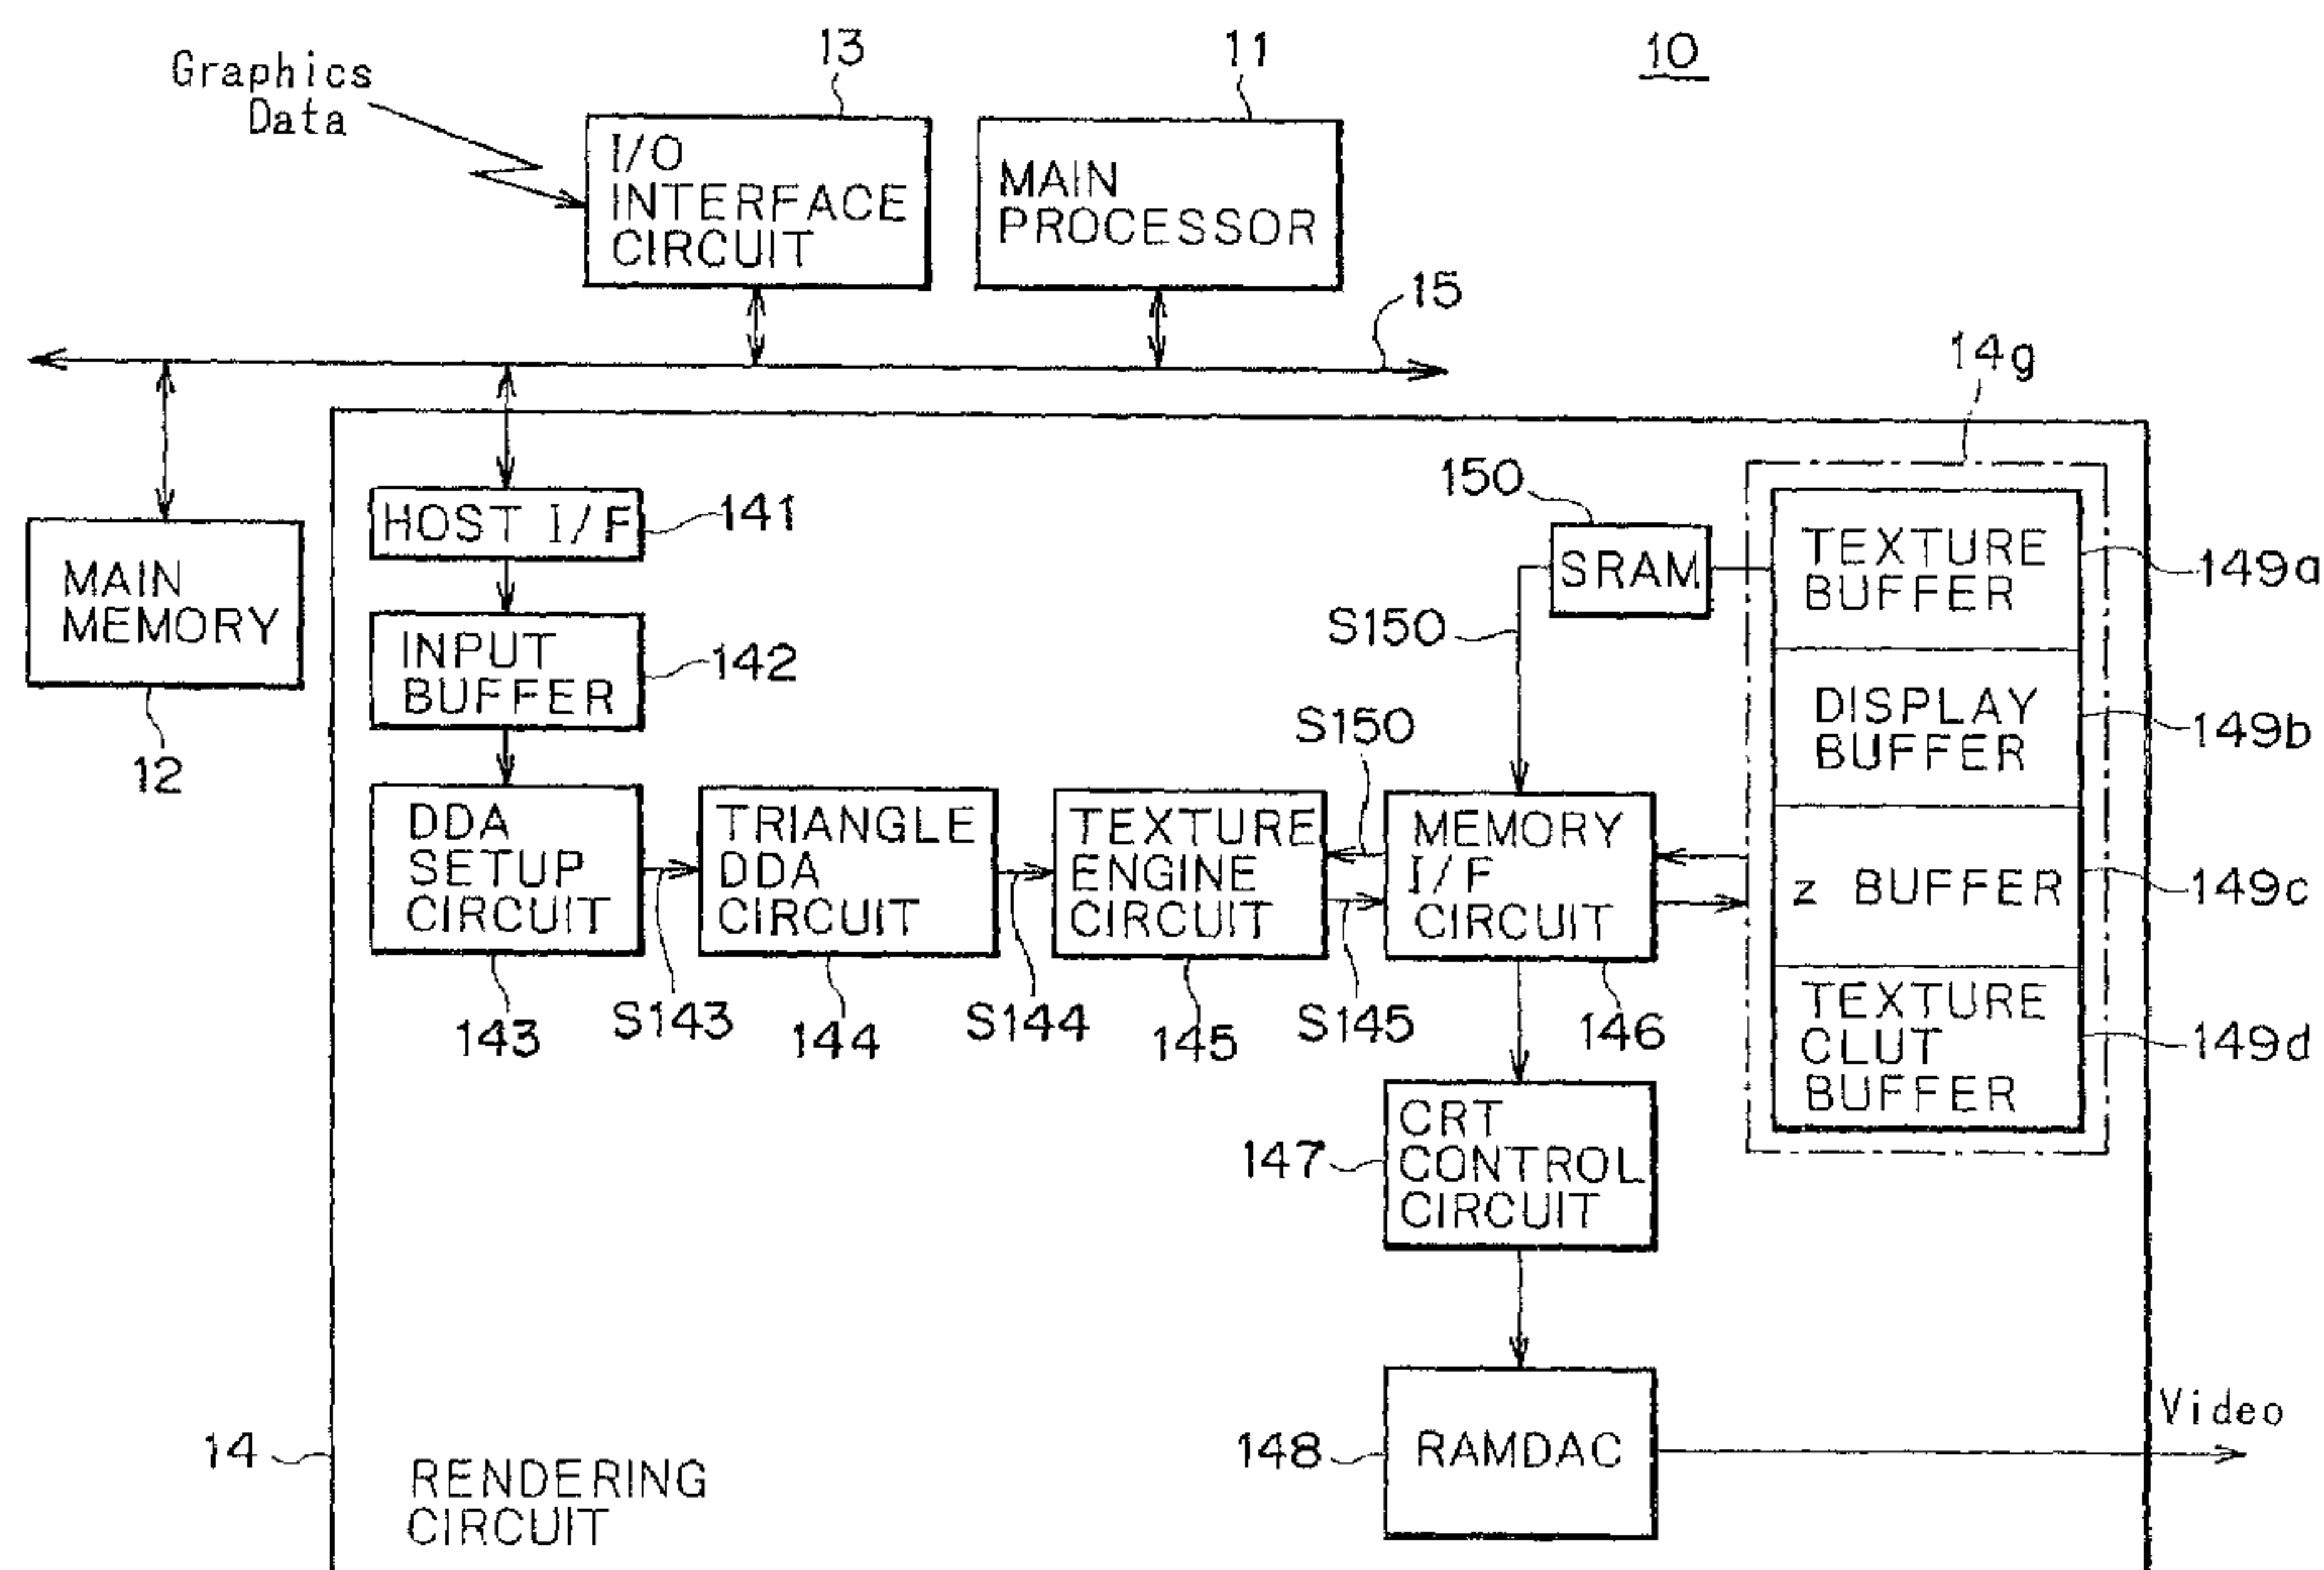 Graphics
Data
13
11
10
I/O
INTERFACE
CIRCUIT
MAIN
PROCESSOR
15
14g
MAIN
MEMORY
12
HOST I/F
141
INPUT
BUFFER
142
150
SRAM
S150
TEXTURE
BUFFER
149a
DISPLAY
BUFFER
149b
z BUFFER
149c
TEXTURE
CLUT
BUFFER
149d
DDA
SETUP
CIRCUIT
143
S143
TRIANGLE
DDA
CIRCUIT
144
S144
TEXTURE
ENGINE
CIRCUIT
145
S150
S145
MEMORY
I/F
CIRCUIT
146
CRT
CONTROL
CIRCUIT
147
RAMDAC
148
Video
14
RENDERING
CIRCUIT